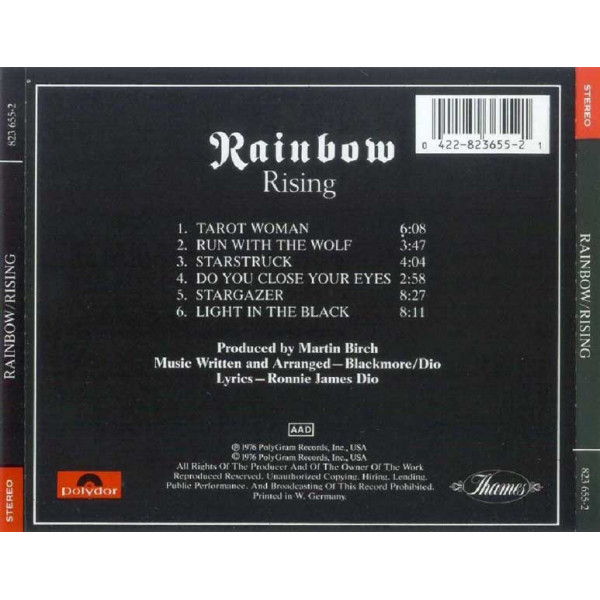 823 655-2
RAINBOW/RISING
STEREO
0 422-823655-2 1
Rainbow
Rising
1. TAROT WOMAN 6:08
2. RUN WITH THE WOLF 3:47
3. STARSTRUCK 4:04
4. DO YOU CLOSE YOUR EYES 2:58
5. STARGAZER 8:27
6. LIGHT IN THE BLACK 8:11
Produced by Martin Birch
Music Written and Arranged—Blackmore/Dio
Lyrics—Ronnie James Dio
AAD
℗ 1976 PolyGram Records, Inc., USA
© 1976 PolyGram Records, Inc., USA
All Rights Of The Producer And Of The Owner Of The Work
Reproduced Reserved. Unauthorized Copying. Hiring. Lending.
Public Performance. And Broadcasting Of This Record Prohibited.
Printed in W. Germany.
polydor
Thames
STEREO
RAINBOW/RISING
823 655-2